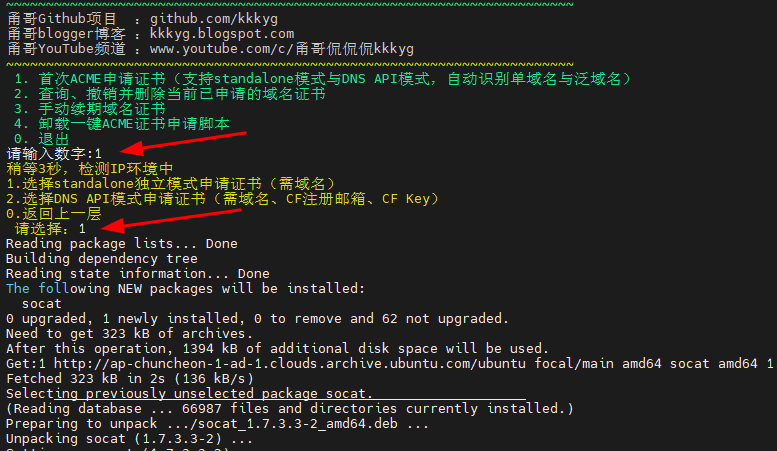 ~~~~~~~~~~~~~~~~~~~~~~~~~~~~~~~~~~~~~~~~~~~~~~~~~~~~~~~~~~~~~~~~~~~~~~~
甬哥Github项目  ：github.com/kkkyg
甬哥blogger博客 ：kkkyg.blogspot.com
甬哥YouTube频道 ：www.youtube.com/c/甬哥侃侃侃kkkyg
~~~~~~~~~~~~~~~~~~~~~~~~~~~~~~~~~~~~~~~~~~~~~~~~~~~~~~~~~~~~~~~~~~~~~~~
1. 首次ACME申请证书（支持standalone模式与DNS API模式，自动识别单域名与泛域名）
2. 查询、撤销并删除当前已申请的域名证书
3. 手动续期域名证书
4. 卸载一键ACME证书申请脚本
0. 退出
请输入数字:1
稍等3秒，检测IP环境中
1.选择standalone独立模式申请证书（需域名）
2.选择DNS API模式申请证书（需域名、CF注册邮箱、CF Key）
0.返回上一层
请选择：1
Reading package lists... Done
Building dependency tree
Reading state information... Done
The following NEW packages will be installed:
socat
0 upgraded, 1 newly installed, 0 to remove and 62 not upgraded.
Need to get 323 kB of archives.
After this operation, 1394 kB of additional disk space will be used.
Get:1 http://ap-chuncheon-1-ad-1.clouds.archive.ubuntu.com/ubuntu focal/main amd64 socat amd64 1
Fetched 323 kB in 2s (136 kB/s)
Selecting previously unselected package socat.
(Reading database ... 66987 files and directories currently installed.)
Preparing to unpack .../socat_1.7.3.3-2_amd64.deb ...
Unpacking socat (1.7.3.3-2) ...